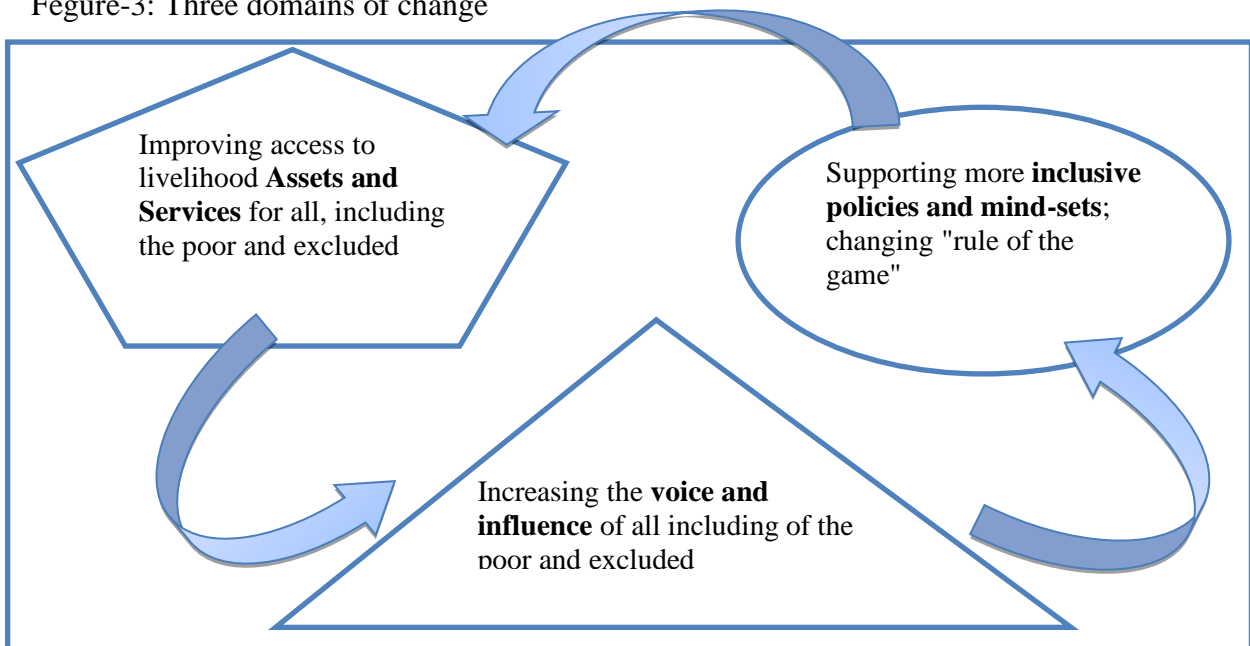 Fegure-3: Three domains of change
Improving access to
livelihood Assets and
Services for all, including
the poor and excluded
Supporting more inclusive
policies and mind-sets;
changing "rule of the
game"
Increasing the voice and
influence of all including of the
poor and excluded